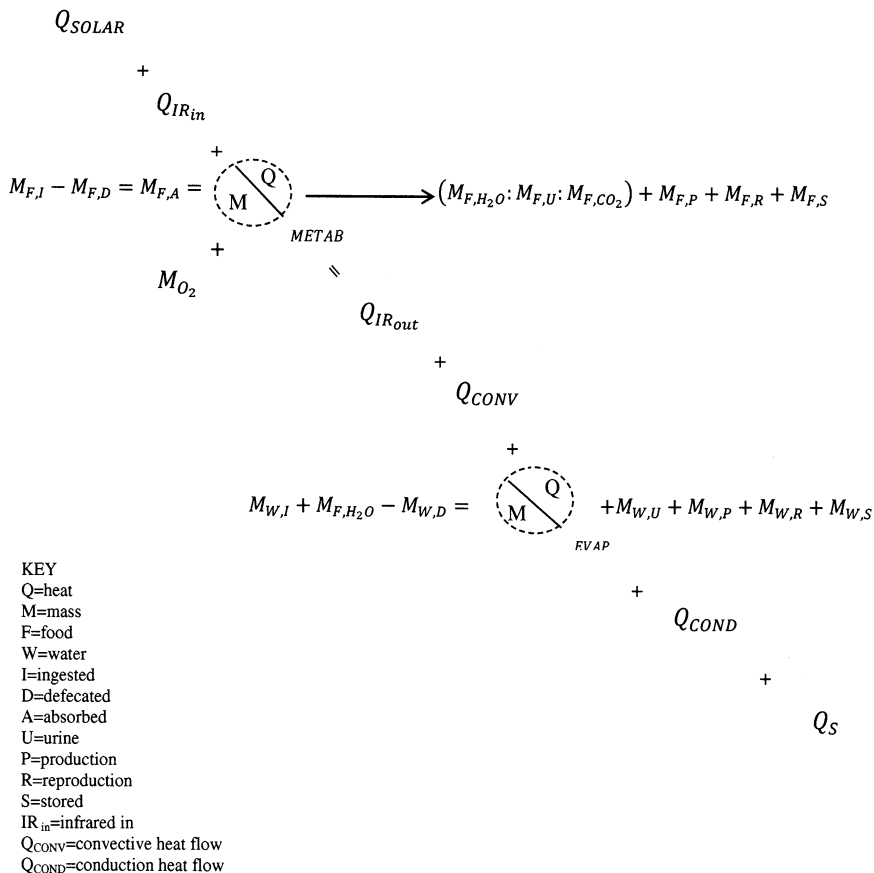 Q_SOLAR
+
Q_IR_in
+
M_F,I − M_F,D = M_F,A = M Q METAB → (M_F,H₂O: M_F,U: M_F,CO₂) + M_F,P + M_F,R + M_F,S
+
M_O₂
=
Q_IR_out
+
Q_CONV
+
M_W,I + M_F,H₂O − M_W,D = M Q EVAP +M_W,U + M_W,P + M_W,R + M_W,S
+
Q_COND
+
Q_S
KEY
Q=heat
M=mass
F=food
W=water
I=ingested
D=defecated
A=absorbed
U=urine
P=production
R=reproduction
S=stored
IR in=infrared in
Q_CONV=convective heat flow
Q_COND=conduction heat flow